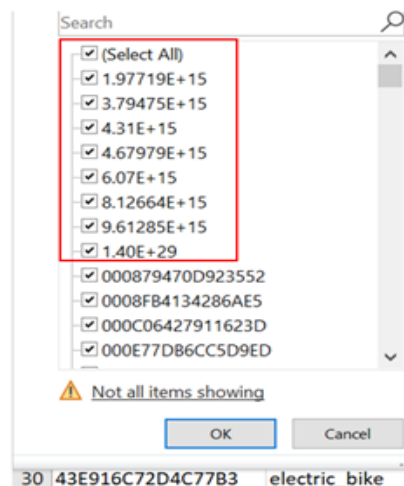 Search
(Select All)
1.97719E+15
3.79475E+15
4.31E+15
4.67979E+15
6.07E+15
8.12664E+15
9.61285E+15
1.40E+29
000879470D923552
0008FB4134286AE5
000C06427911623D
000E77DB6CC5D9ED
Not all items showing
OK Cancel
30 43E916C72D4C77B3 electric_bike